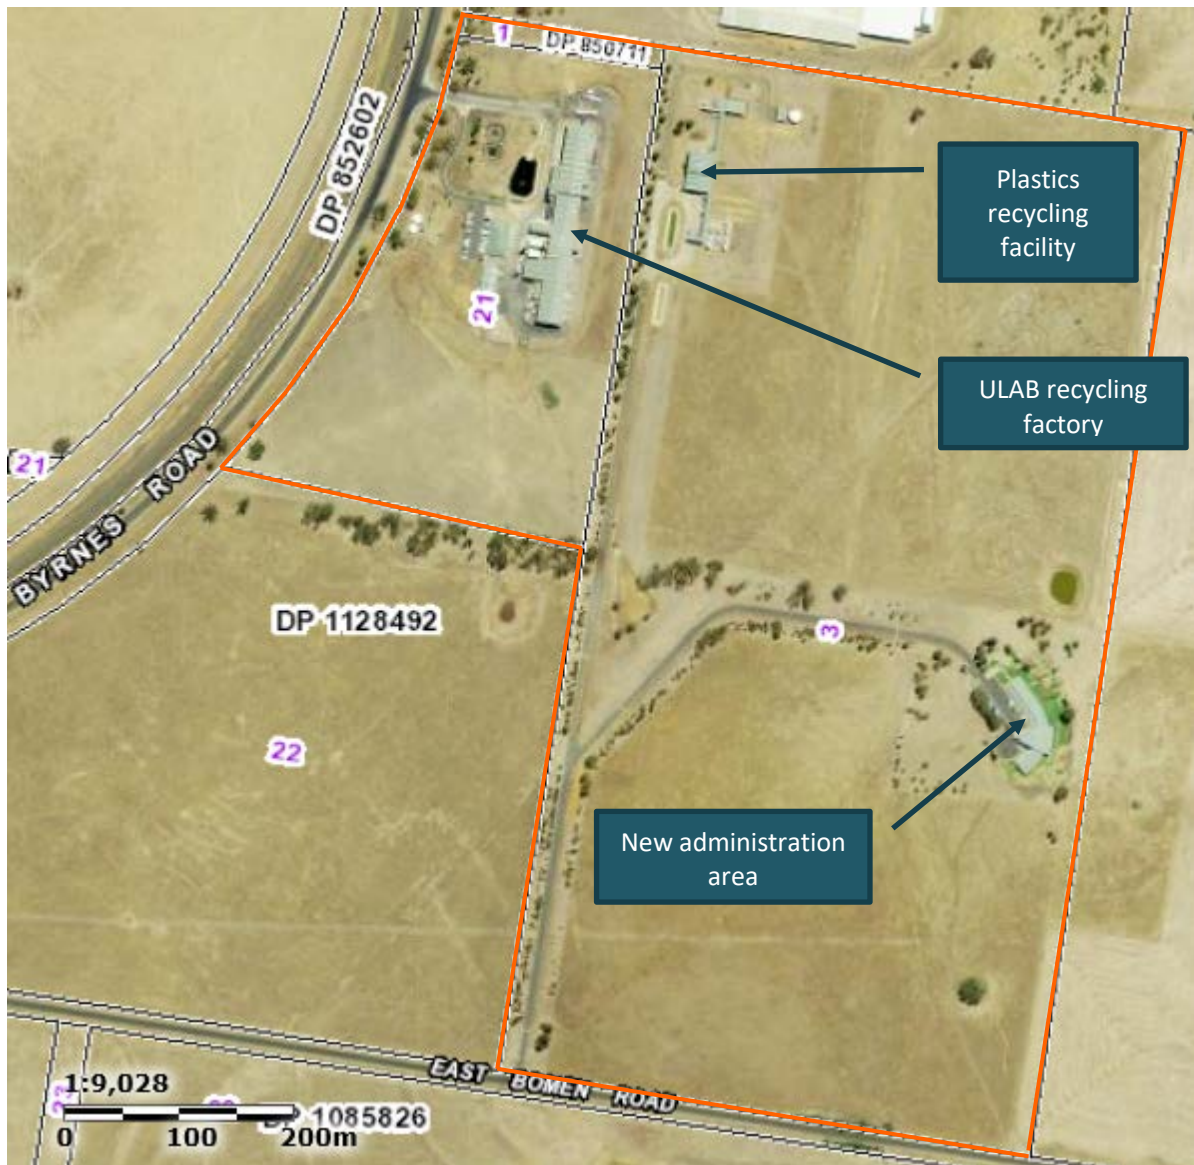 1
DP 850711
DP 852602
Plastics
recycling
facility
21
ULAB recycling
factory
21
BYRNES ROAD
DP 1128492
3
22
New administration
area
EAST BOMEN ROAD
1:9,028
1085826
0 100 200m